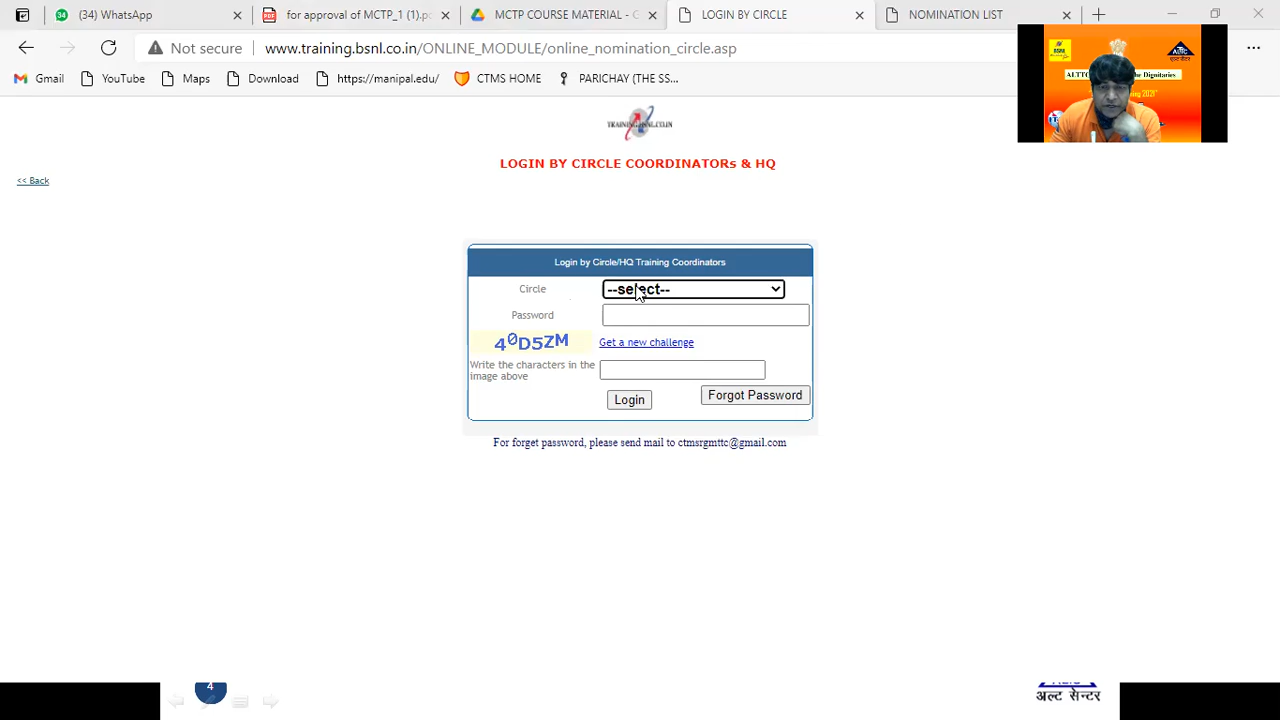 (34) WhatsApp
for approval of MCTP_1 (1).pc
MCTP COURSE MATERIAL - G
LOGIN BY CIRCLE
NOMINATION LIST
Not secure
www.training.psnl.co.in/ONLINE_MODULE/online_nomination_circle.asp
Gmail
YouTube
Maps
Download
https://manipal.edu/
CTMS HOME
PARICHAY (THE SS...
LOGIN BY CIRCLE COORDINATORs & HQ
<< Back
Login by Circle/HQ Training Coordinators
Circle
--select--
Password
40D5ZM
Get a new challenge
Write the characters in the
image above
Login
Forgot Password
For forget password, please send mail to ctmsrgmttc@gmail.com
4
अल्ट सेन्टर